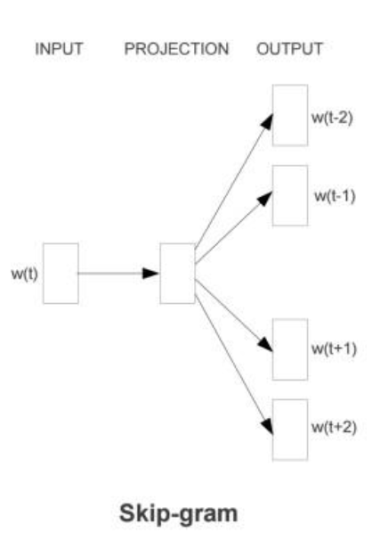 INPUT PROJECTION OUTPUT
w(t-2)
w(t-1)
w(t)
w(t+1)
w(t+2)
Skip-gram